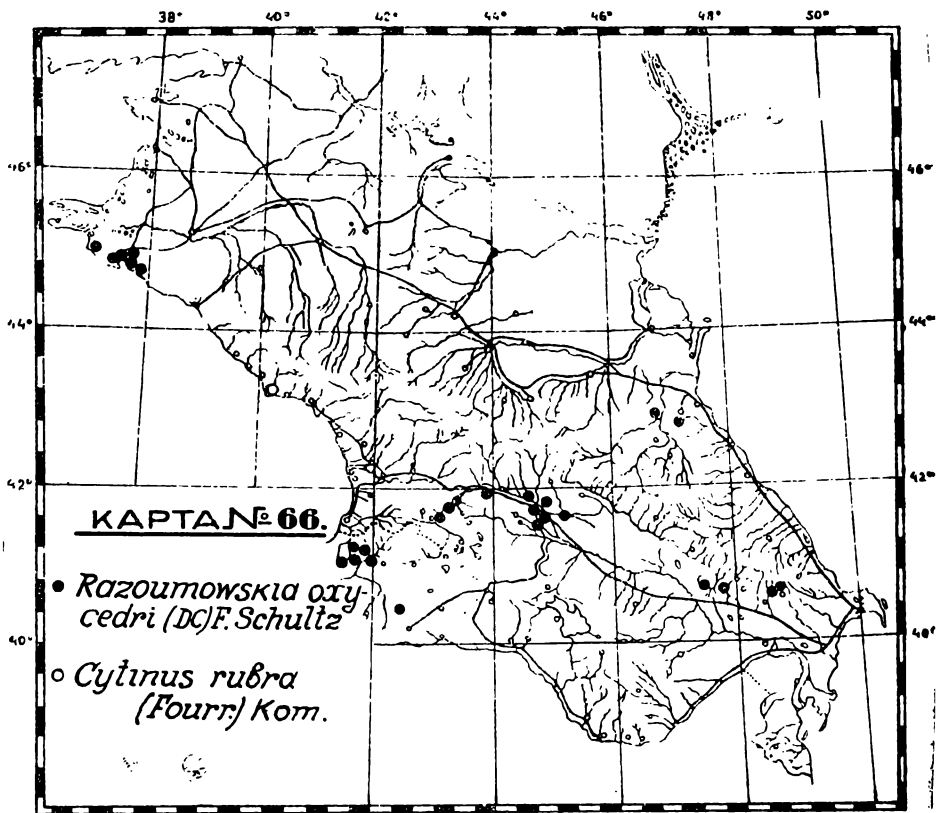 38° 40° 42° 44° 46° 48° 50°
46° 46°
44° 44°
42° 42°
КАРТА № 66.
Razoumowskia oxy-
cedri (DC) F. Schultz
40° 40°
Cytinus rubra
(Fourr.) Kom.